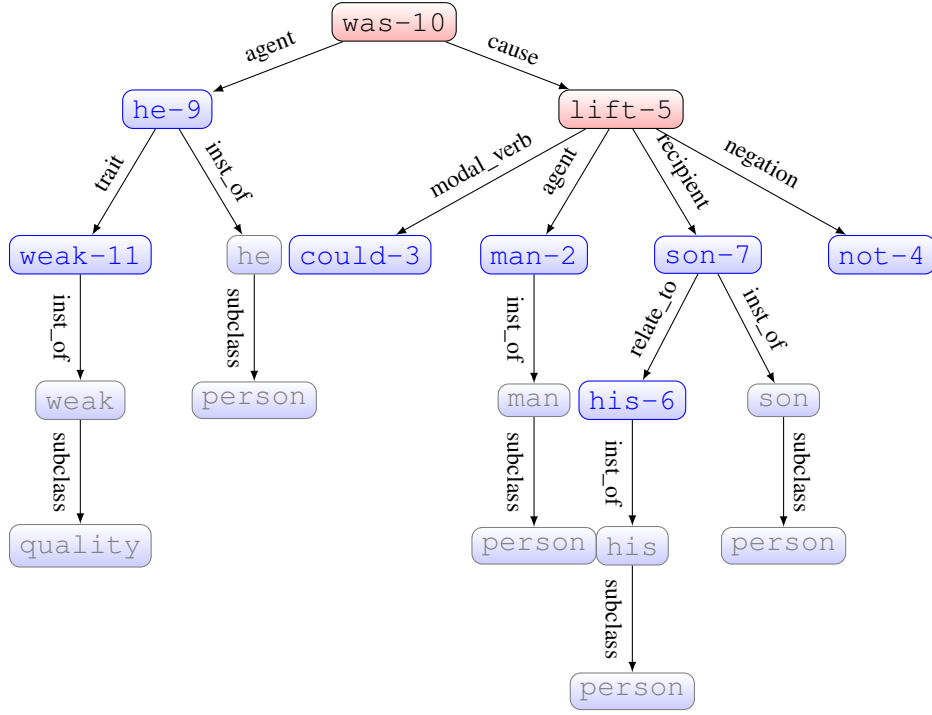 was-10
agent
cause
he-9
lift-5
trait
inst_of
modal_verb
agent
recipient
negation
weak-11
he
could-3
man-2
son-7
not-4
inst_of
subclass
inst_of
relate_to
inst_of
weak
person
man
his-6
son
subclass
subclass
inst_of
subclass
quality
person
his
person
subclass
person